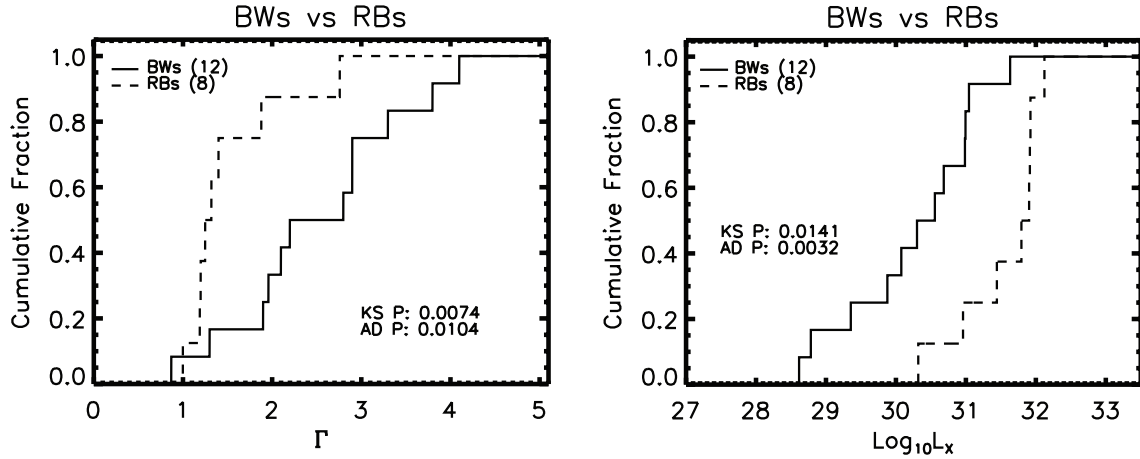 BWs vs RBs
1.0
0.8
0.6
0.4
0.2
0.0
Cumulative Fraction
BWs (12)
RBs (8)
KS P: 0.0074
AD P: 0.0104
0 1 2 3 4 5
Γ
BWs vs RBs
1.0
0.8
0.6
0.4
0.2
0.0
Cumulative Fraction
BWs (12)
RBs (8)
KS P: 0.0141
AD P: 0.0032
27 28 29 30 31 32 33
Log₁₀Lₓ